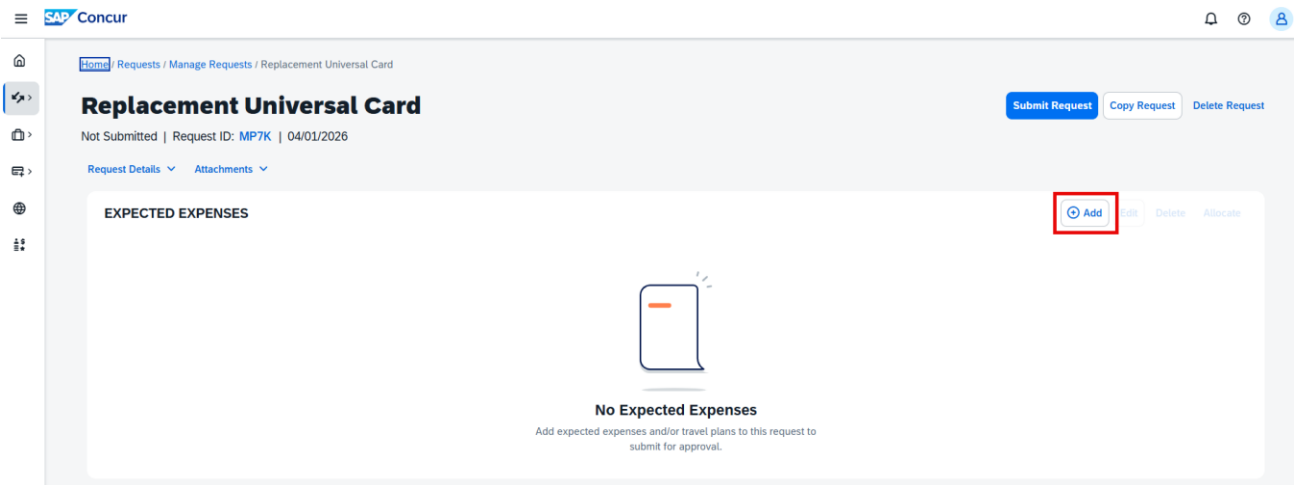 SAP Concur
Home / Requests / Manage Requests / Replacement Universal Card
Replacement Universal Card
Submit Request
Copy Request
Delete Request
Not Submitted | Request ID: MP7K | 04/01/2026
Request Details
Attachments
EXPECTED EXPENSES
Add
Edit
Delete
Allocate
No Expected Expenses
Add expected expenses and/or travel plans to this request to
submit for approval.